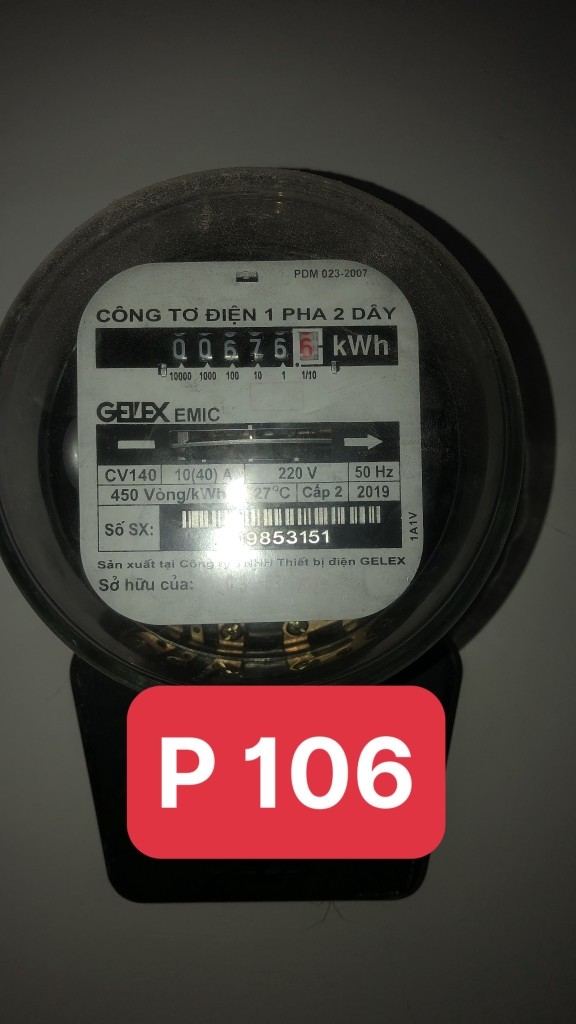 PDM 023-2007
CÔNG TƠ ĐIỆN 1 PHA 2 DÂY
0 0 6 7 6 6 kWh
10000 1000 100 10 1 1/10
GELEX EMIC
CV140 10(40) A 220 V 50 Hz
450 Vòng/kWh 27°C Cấp 2 2019
Số SX: 9853151
1A1V
Sản xuất tại Công ty TNHH Thiết bị điện GELEX
Sở hữu của:
P 106